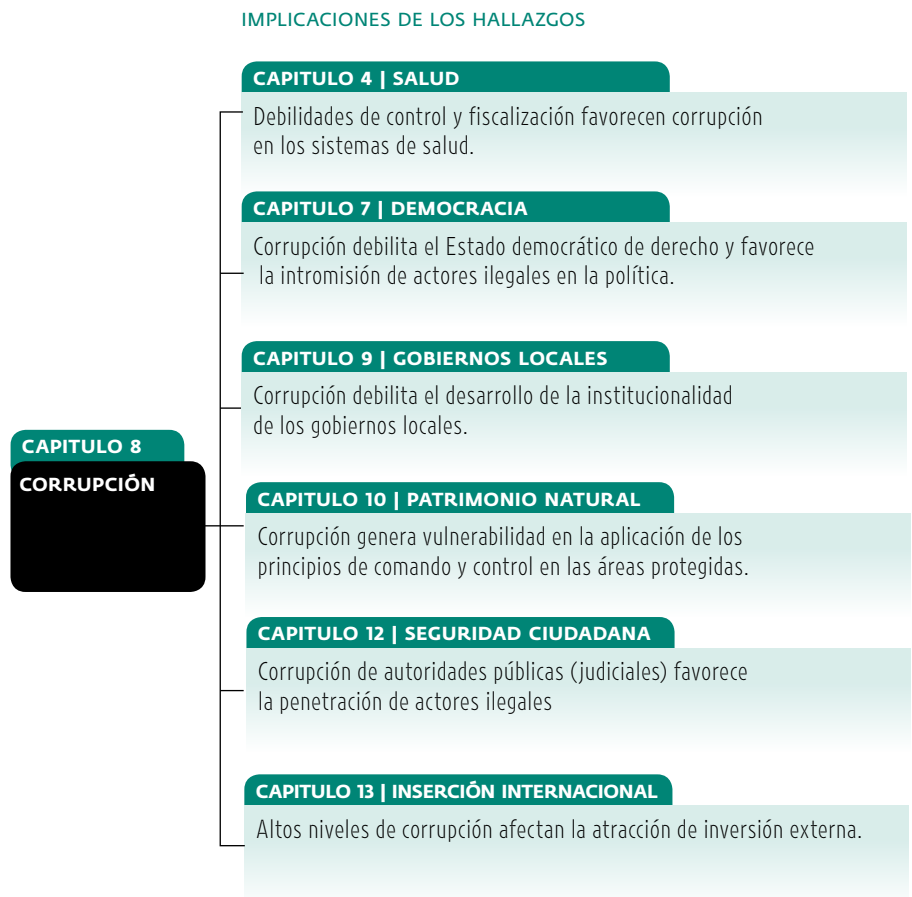 IMPLICACIONES DE LOS HALLAZGOS
CAPITULO 4 | SALUD
Debilidades de control y fiscalización favorecen corrupción
en los sistemas de salud.
CAPITULO 7 | DEMOCRACIA
Corrupción debilita el Estado democrático de derecho y favorece
la intromisión de actores ilegales en la política.
CAPITULO 9 | GOBIERNOS LOCALES
Corrupción debilita el desarrollo de la institucionalidad
de los gobiernos locales.
CAPITULO 8
CORRUPCIÓN
CAPITULO 10 | PATRIMONIO NATURAL
Corrupción genera vulnerabilidad en la aplicación de los
principios de comando y control en las áreas protegidas.
CAPITULO 12 | SEGURIDAD CIUDADANA
Corrupción de autoridades públicas (judiciales) favorece
la penetración de actores ilegales
CAPITULO 13 | INSERCIÓN INTERNACIONAL
Altos niveles de corrupción afectan la atracción de inversión externa.